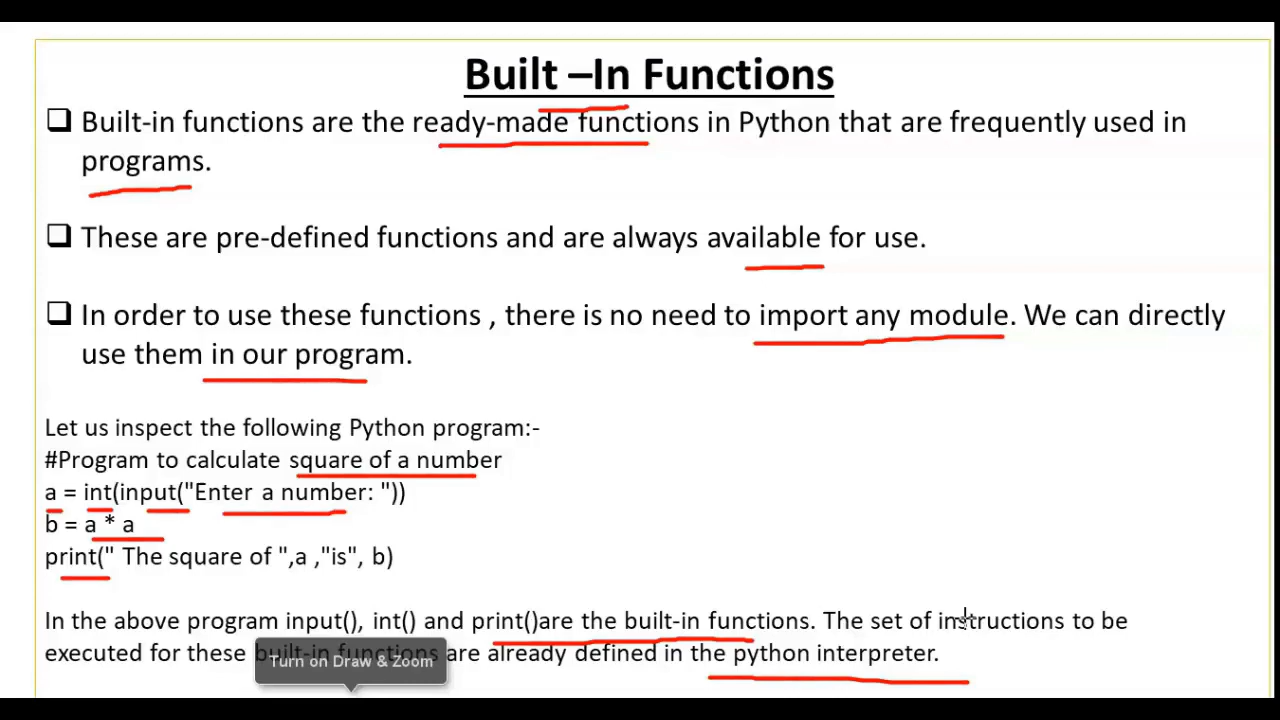 Built –In Functions
Built-in functions are the ready-made functions in Python that are frequently used in
programs.
These are pre-defined functions and are always available for use.
In order to use these functions , there is no need to import any module. We can directly
use them in our program.
Let us inspect the following Python program:-
#Program to calculate square of a number
a = int(input("Enter a number: "))
b = a * a
print(" The square of ",a ,"is", b)
In the above program input(), int() and print()are the built-in functions. The set of instructions to be
executed for these built-in functions are already defined in the python interpreter.
Turn on Draw & Zoom